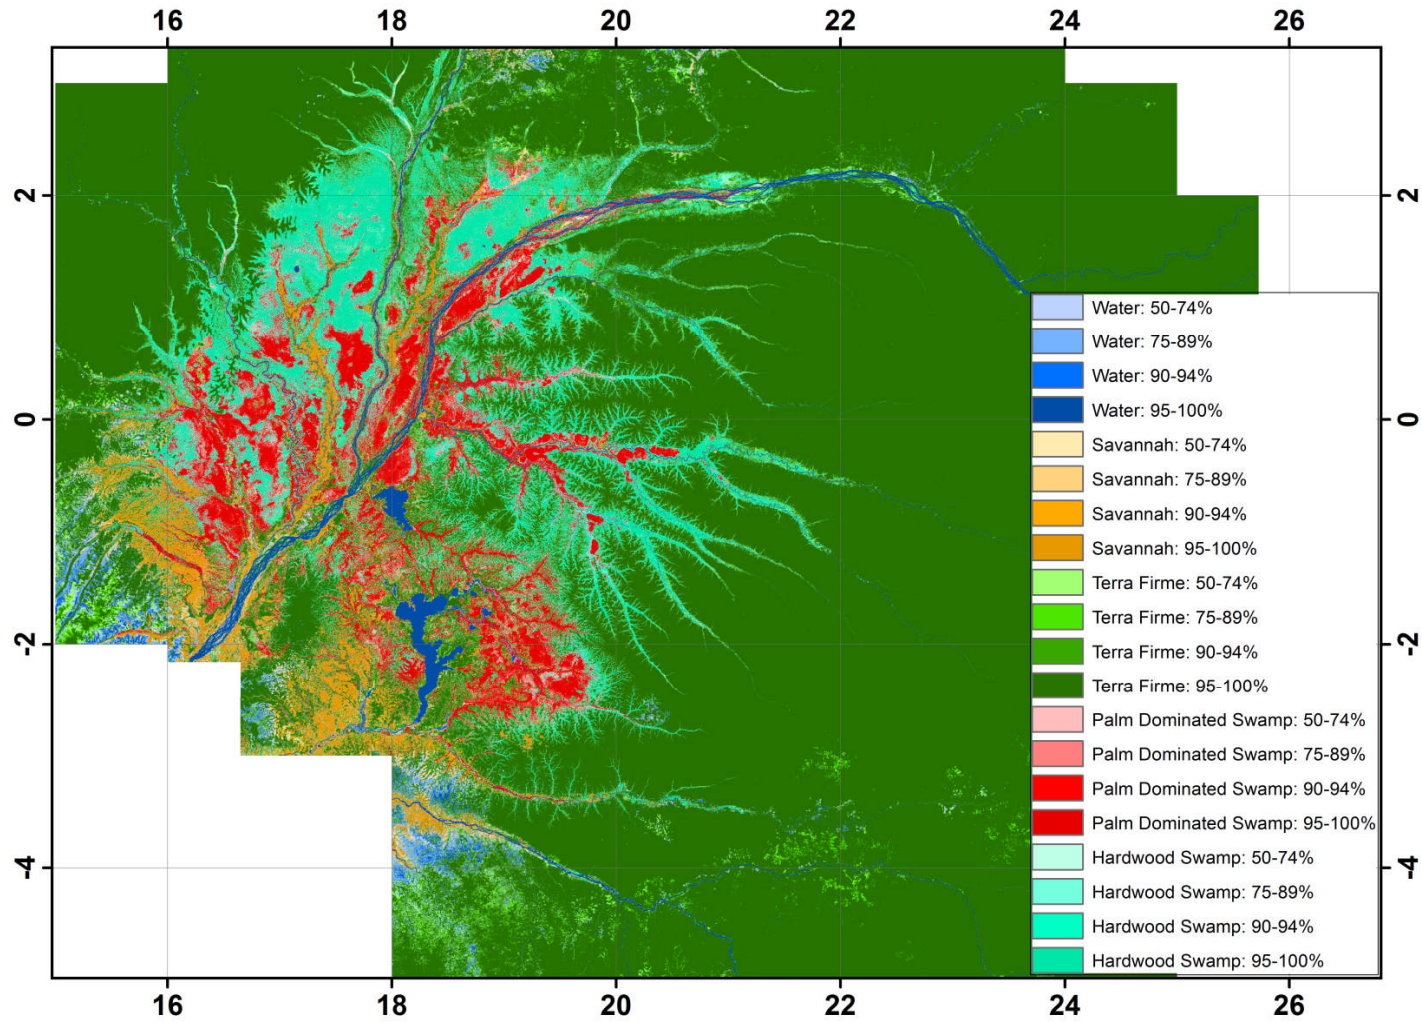 16 18 20 22 24 26
2 2
0 0
-2 -2
-4 -4
Water: 50-74%
Water: 75-89%
Water: 90-94%
Water: 95-100%
Savannah: 50-74%
Savannah: 75-89%
Savannah: 90-94%
Savannah: 95-100%
Terra Firme: 50-74%
Terra Firme: 75-89%
Terra Firme: 90-94%
Terra Firme: 95-100%
Palm Dominated Swamp: 50-74%
Palm Dominated Swamp: 75-89%
Palm Dominated Swamp: 90-94%
Palm Dominated Swamp: 95-100%
Hardwood Swamp: 50-74%
Hardwood Swamp: 75-89%
Hardwood Swamp: 90-94%
Hardwood Swamp: 95-100%
16 18 20 22 24 26